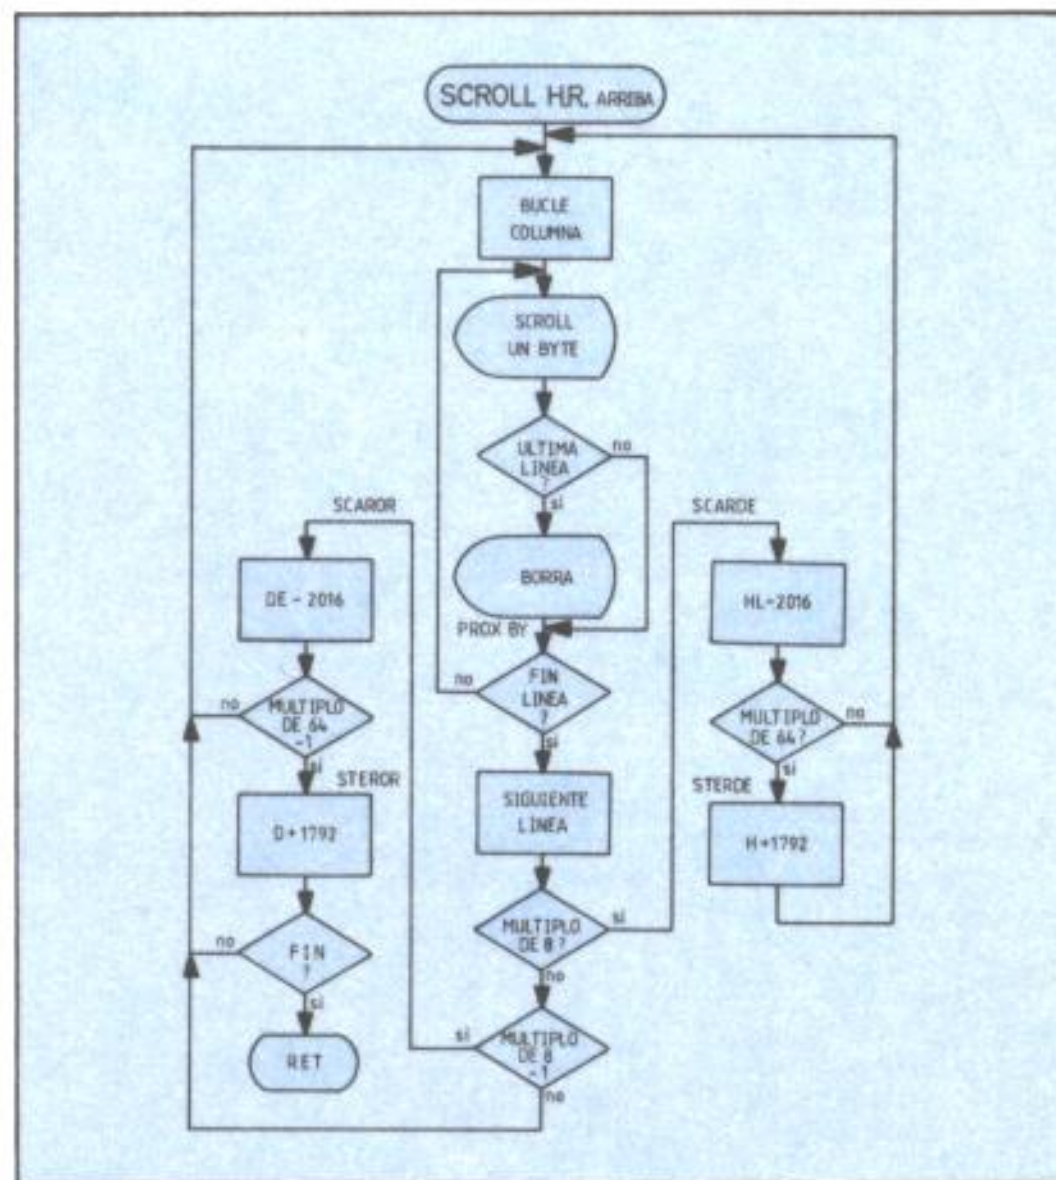 SCROLL H.R. ARRIBA
BUCLE
COLUMNA
SCROLL
UN BYTE
ULTIMA
LINEA
?
no
si
BORRA
PROX BY
FIN
LINEA
?
no
si
SIGUIENTE
LINEA
MULTIPLO
DE 8?
si
no
MULTIPLO
DE 8
-1
si
no
SCAROR
DE-2016
MULTIPLO
DE 64
-1
no
si
STEROR
D+1792
FIN
?
no
si
RET
SCARDE
HL-2016
MULTIPLO
DE 64?
no
si
STERDE
H+1792